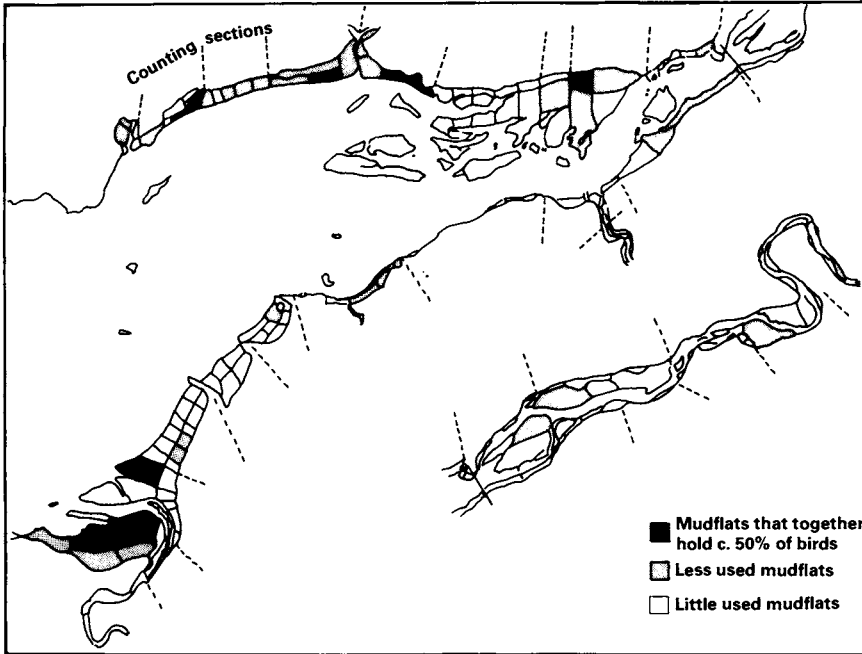 Counting sections
Mudflats that together
hold c. 50% of birds
Less used mudflats
Little used mudflats